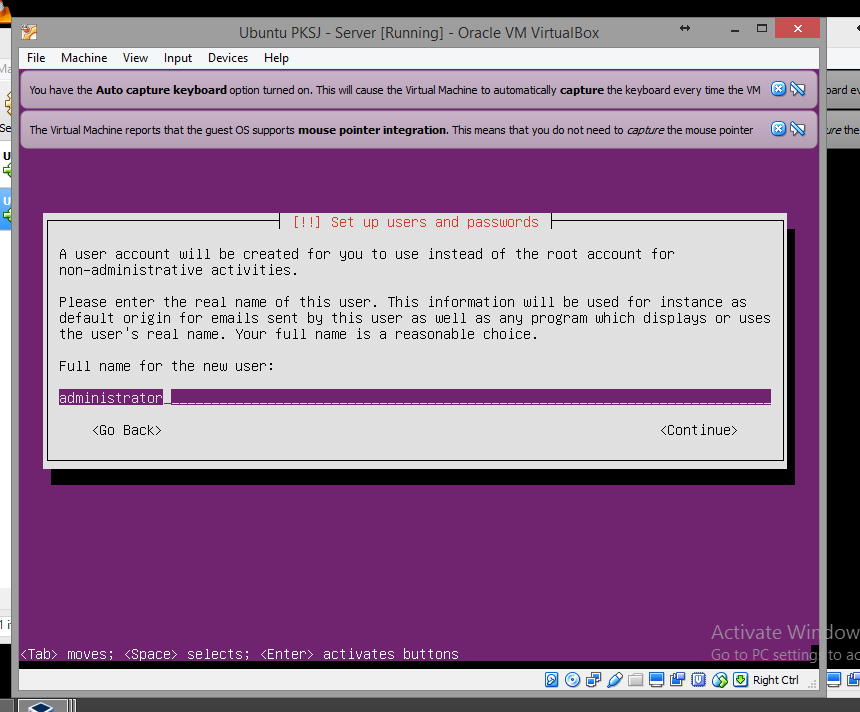 Ubuntu PKSJ - Server [Running] - Oracle VM VirtualBox
File Machine View Input Devices Help
You have the Auto capture keyboard option turned on. This will cause the Virtual Machine to automatically capture the keyboard every time the VM
The Virtual Machine reports that the guest OS supports mouse pointer integration. This means that you do not need to capture the mouse pointer
[!!] Set up users and passwords
A user account will be created for you to use instead of the root account for
non-administrative activities.
Please enter the real name of this user. This information will be used for instance as
default origin for emails sent by this user as well as any program which displays or uses
the user's real name. Your full name is a reasonable choice.
Full name for the new user:
administrator
<Go Back> <Continue>
<Tab> moves; <Space> selects; <Enter> activates buttons
Activate Window
Go to PC settings to ac
Right Ctrl